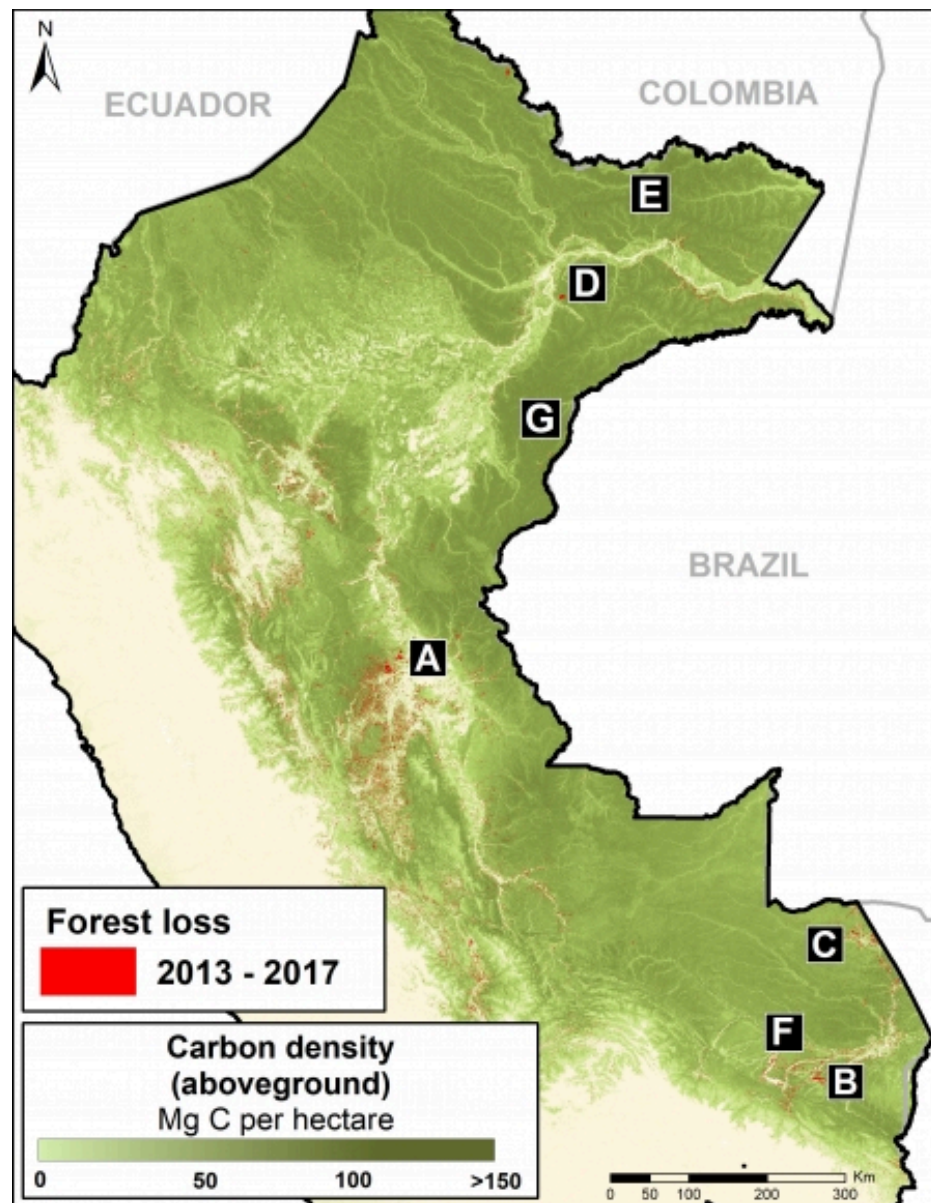 N
ECUADOR
COLOMBIA
E
D
G
BRAZIL
A
C
F
B
Forest loss
2013 - 2017
Carbon density
(aboveground)
Mg C per hectare
0 50 100 >150
Km
0 50 100 200 300